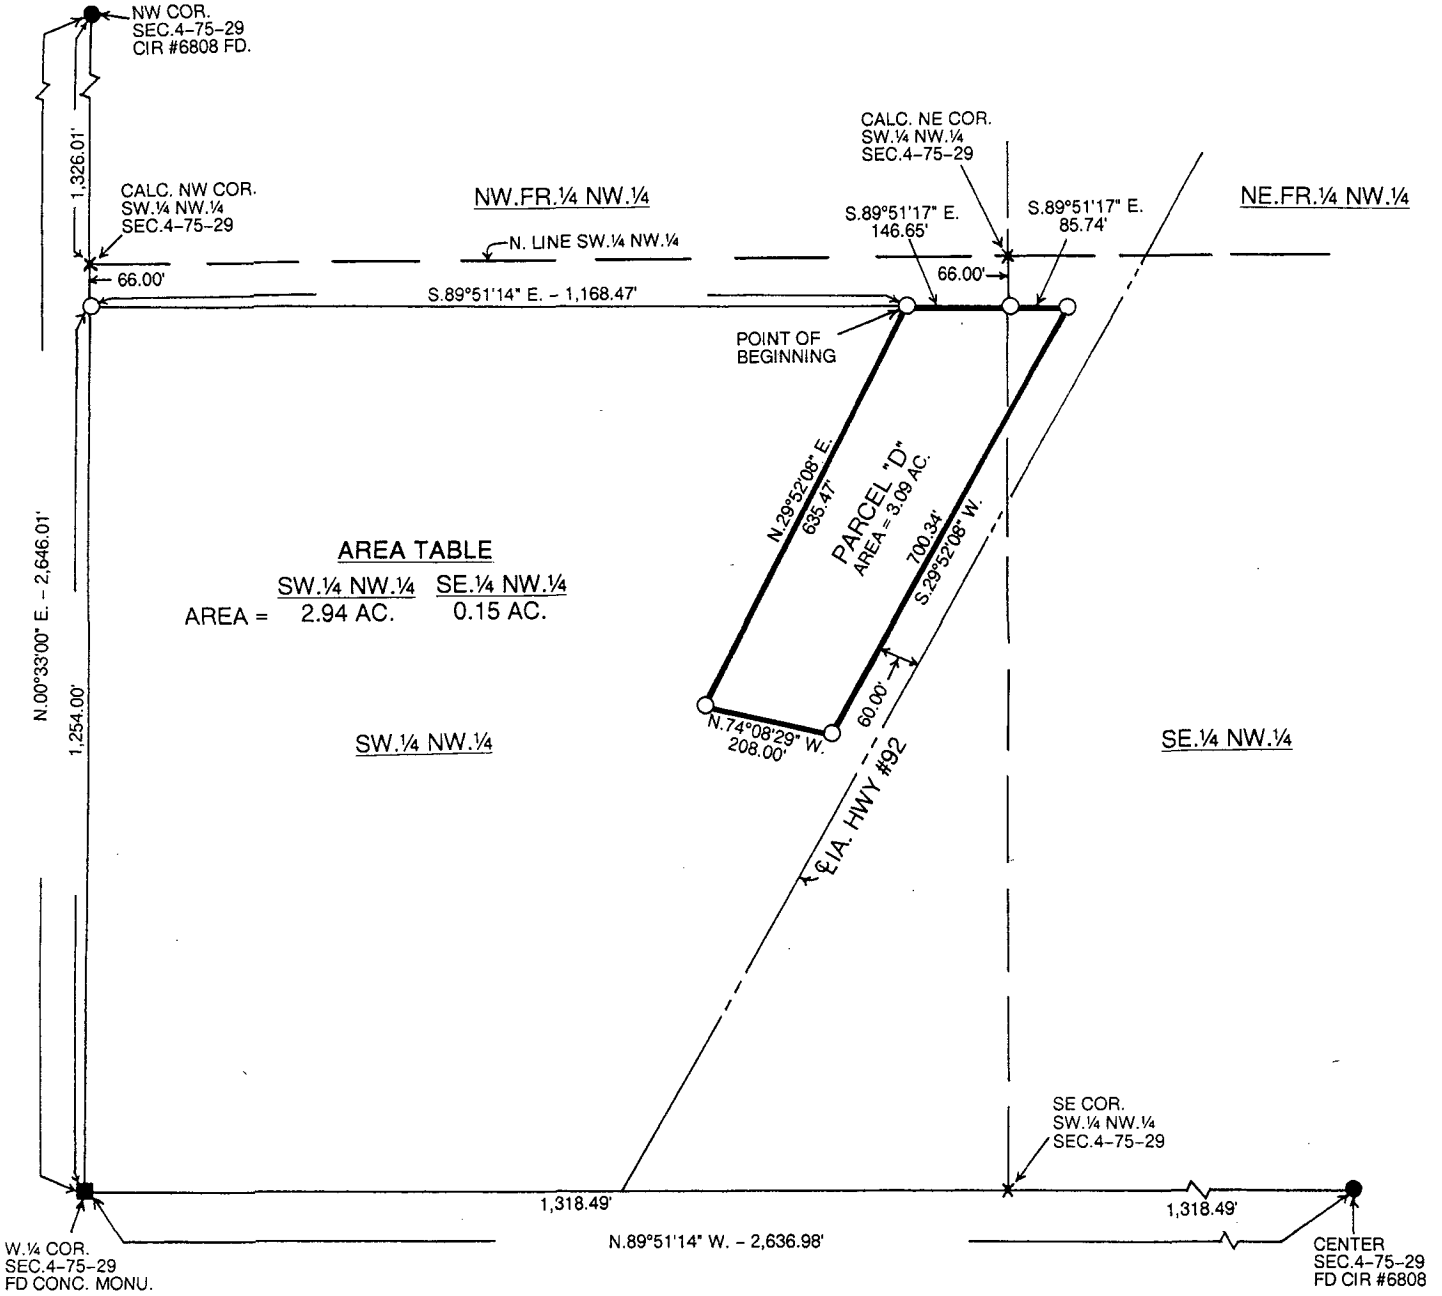 NW COR.
SEC.4-75-29
CIR #6808 FD.
1,326.01'
CALC. NW COR.
SW.¼ NW.¼
SEC.4-75-29
NW.FR.¼ NW.¼
N. LINE SW.¼ NW.¼
CALC. NE COR.
SW.¼ NW.¼
SEC.4-75-29
S.89°51'17" E.
146.65'
S.89°51'17" E.
85.74'
NE.FR.¼ NW.¼
66.00'
66.00'
S.89°51'14" E. - 1,168.47'
POINT OF
BEGINNING
N.29°52'08" E.
635.47'
PARCEL "D"
AREA = 3.09 AC.
700.34'
S.29°52'08" W.
N.00°33'00" E. - 2,646.01'
AREA TABLE
SW.¼ NW.¼ SE.¼ NW.¼
AREA = 2.94 AC. 0.15 AC.
1,254.00'
60.00'
N.74°08'29" W.
208.00'
SW.¼ NW.¼
SE.¼ NW.¼
℄ IA. HWY #92
SE COR.
SW.¼ NW.¼
SEC.4-75-29
1,318.49'
1,318.49'
N.89°51'14" W. - 2,636.98'
W.¼ COR.
SEC.4-75-29
FD CONC. MONU.
CENTER
SEC.4-75-29
FD CIR #6808